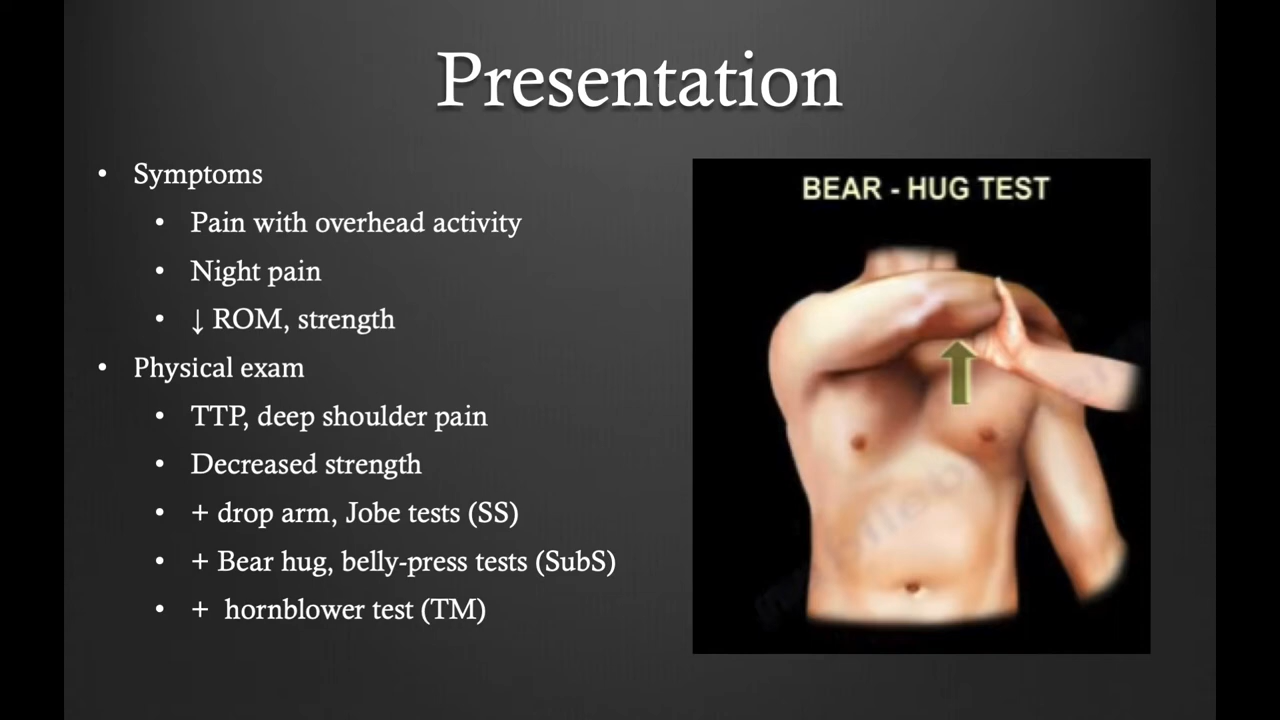 Presentation
• Symptoms
• Pain with overhead activity
• Night pain
• ↓ ROM, strength
• Physical exam
• TTP, deep shoulder pain
• Decreased strength
• + drop arm, Jobe tests (SS)
• + Bear hug, belly-press tests (SubS)
• + hornblower test (TM)
BEAR - HUG TEST